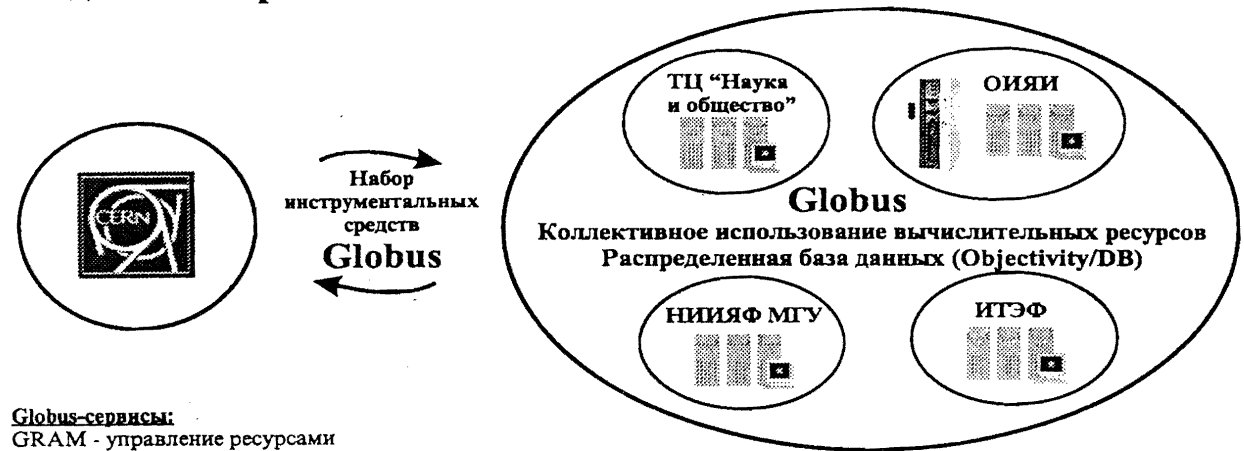 CERN
Набор
инструментальных
средств
Globus
ТЦ “Наука
и общество”
ОИЯИ
Globus
Коллективное использование вычислительных ресурсов
Распределенная база данных (Objectivity/DB)
НИИЯФ МГУ
ИТЭФ
Globus-сервисы:
GRAM - управление ресурсами